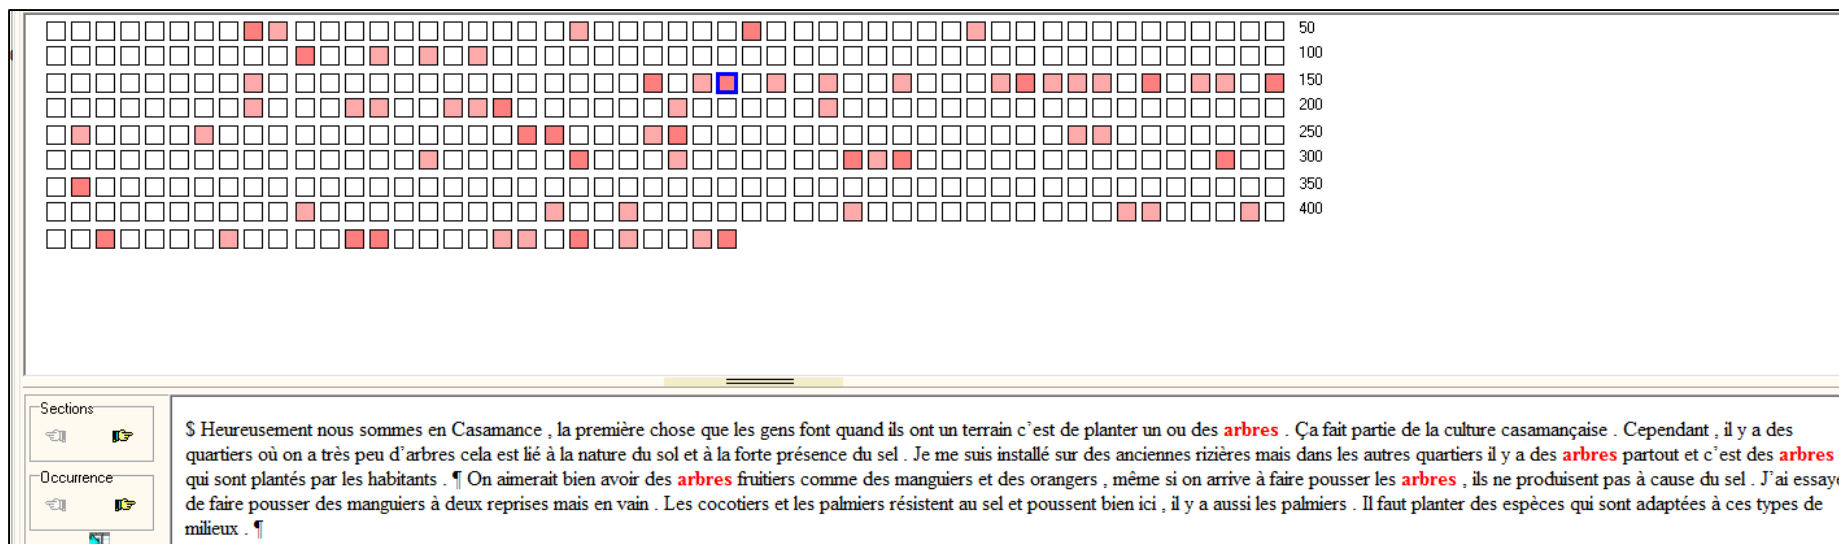 50
100
150
200
250
300
350
400
Sections
Occurrence
$ Heureusement nous sommes en Casamance , la première chose que les gens font quand ils ont un terrain c’est de planter un ou des arbres . Ça fait partie de la culture casamançaise . Cependant , il y a des
quartiers où on a très peu d’arbres cela est lié à la nature du sol et à la forte présence du sel . Je me suis installé sur des anciennes rizières mais dans les autres quartiers il y a des arbres partout et c’est des arbres
qui sont plantés par les habitants . ¶ On aimerait bien avoir des arbres fruitiers comme des manguiers et des orangers , même si on arrive à faire pousser les arbres , ils ne produisent pas à cause du sel . J’ai essayé
de faire pousser des manguiers à deux reprises mais en vain . Les cocotiers et les palmiers résistent au sel et poussent bien ici , il y a aussi les palmiers . Il faut planter des espèces qui sont adaptées à ces types de
milieux . ¶